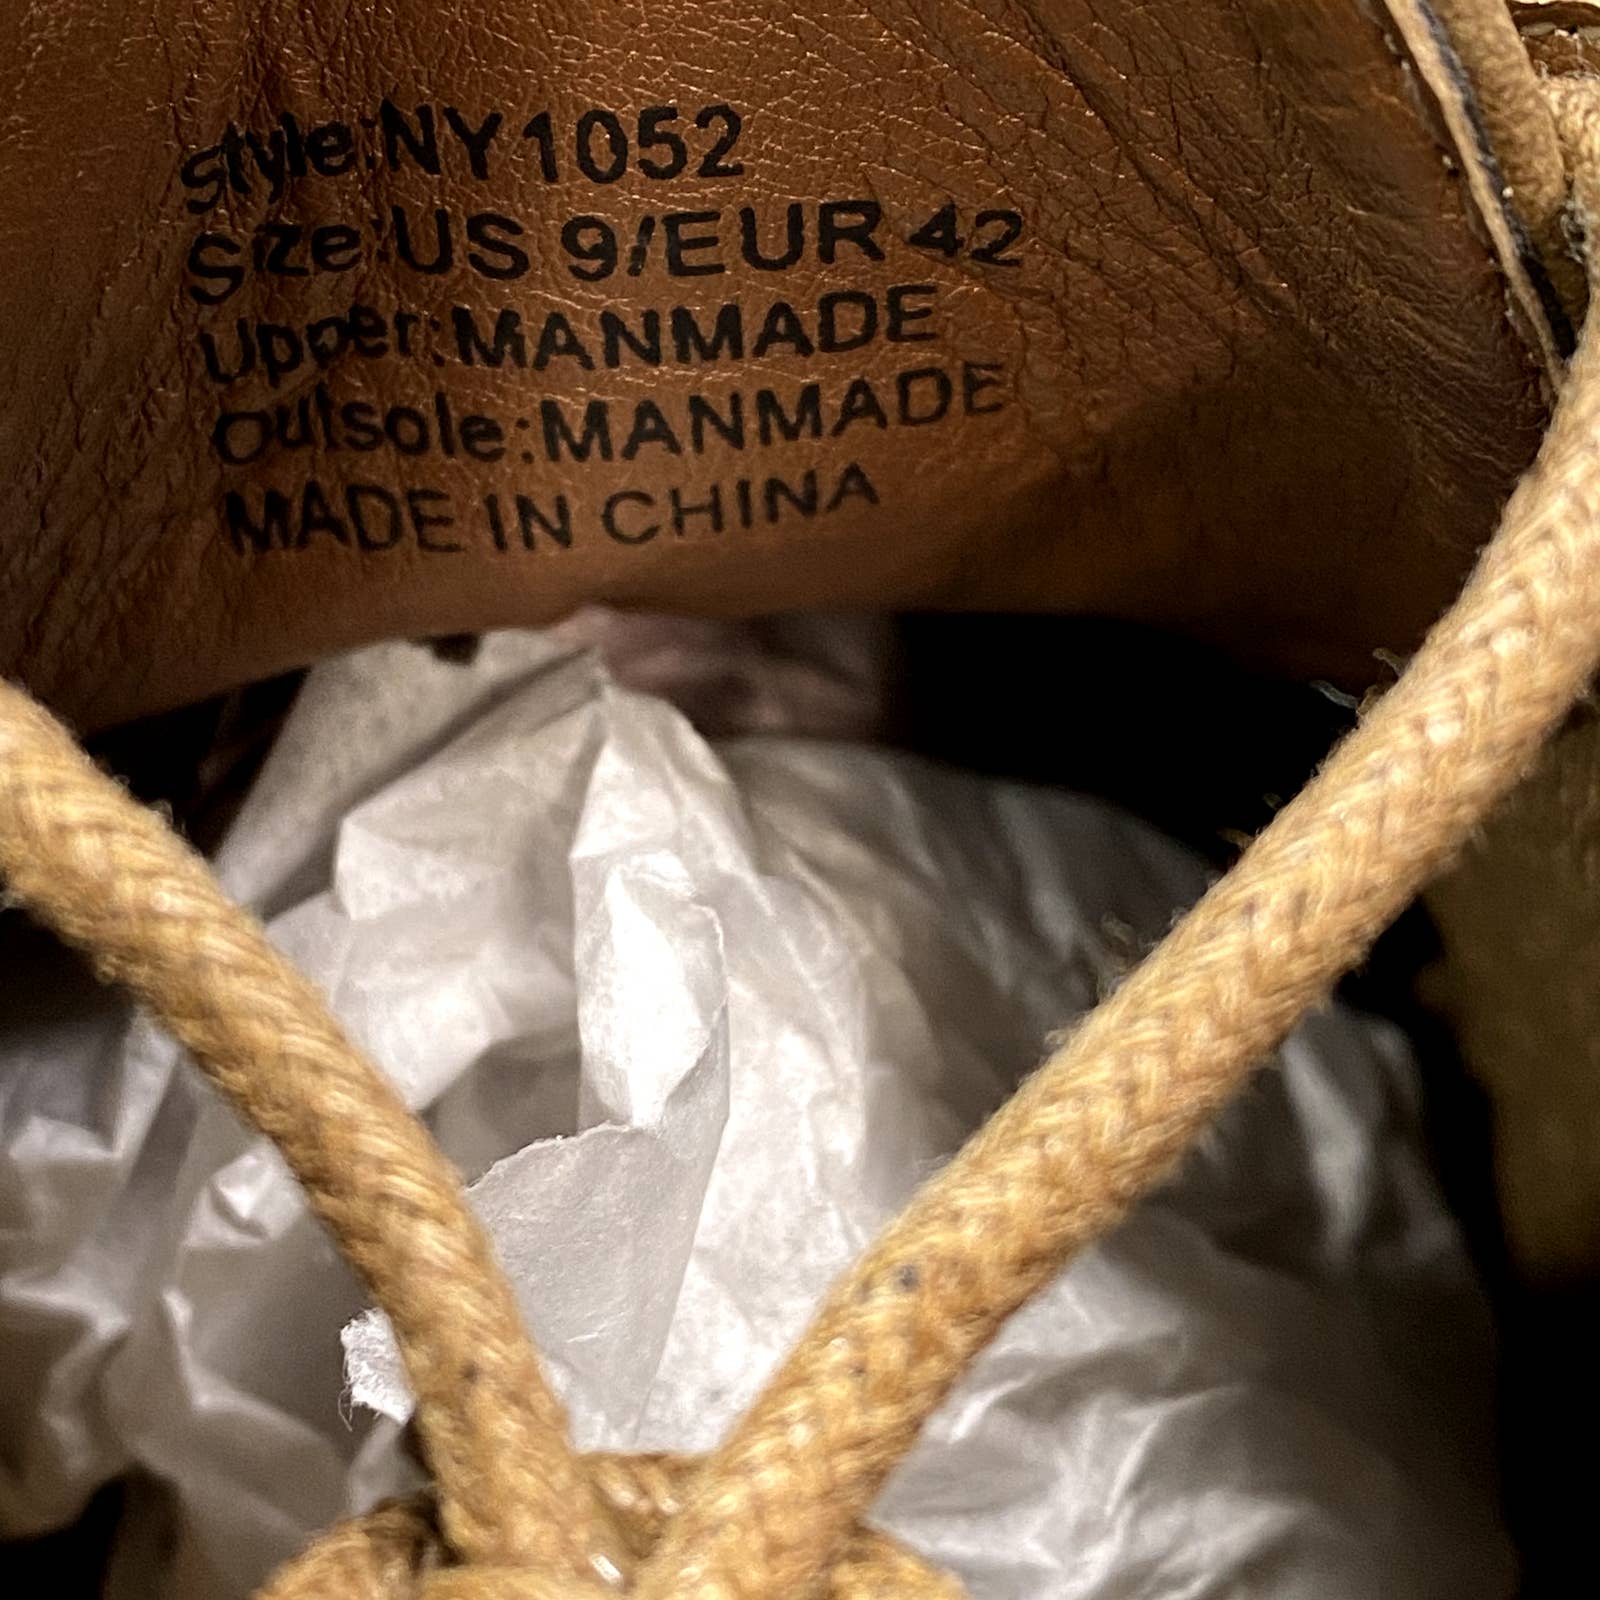 Style:NY1052
Size:US 9/EUR 42
Upper:MANMADE
Outsole:MANMADE
MADE IN CHINA